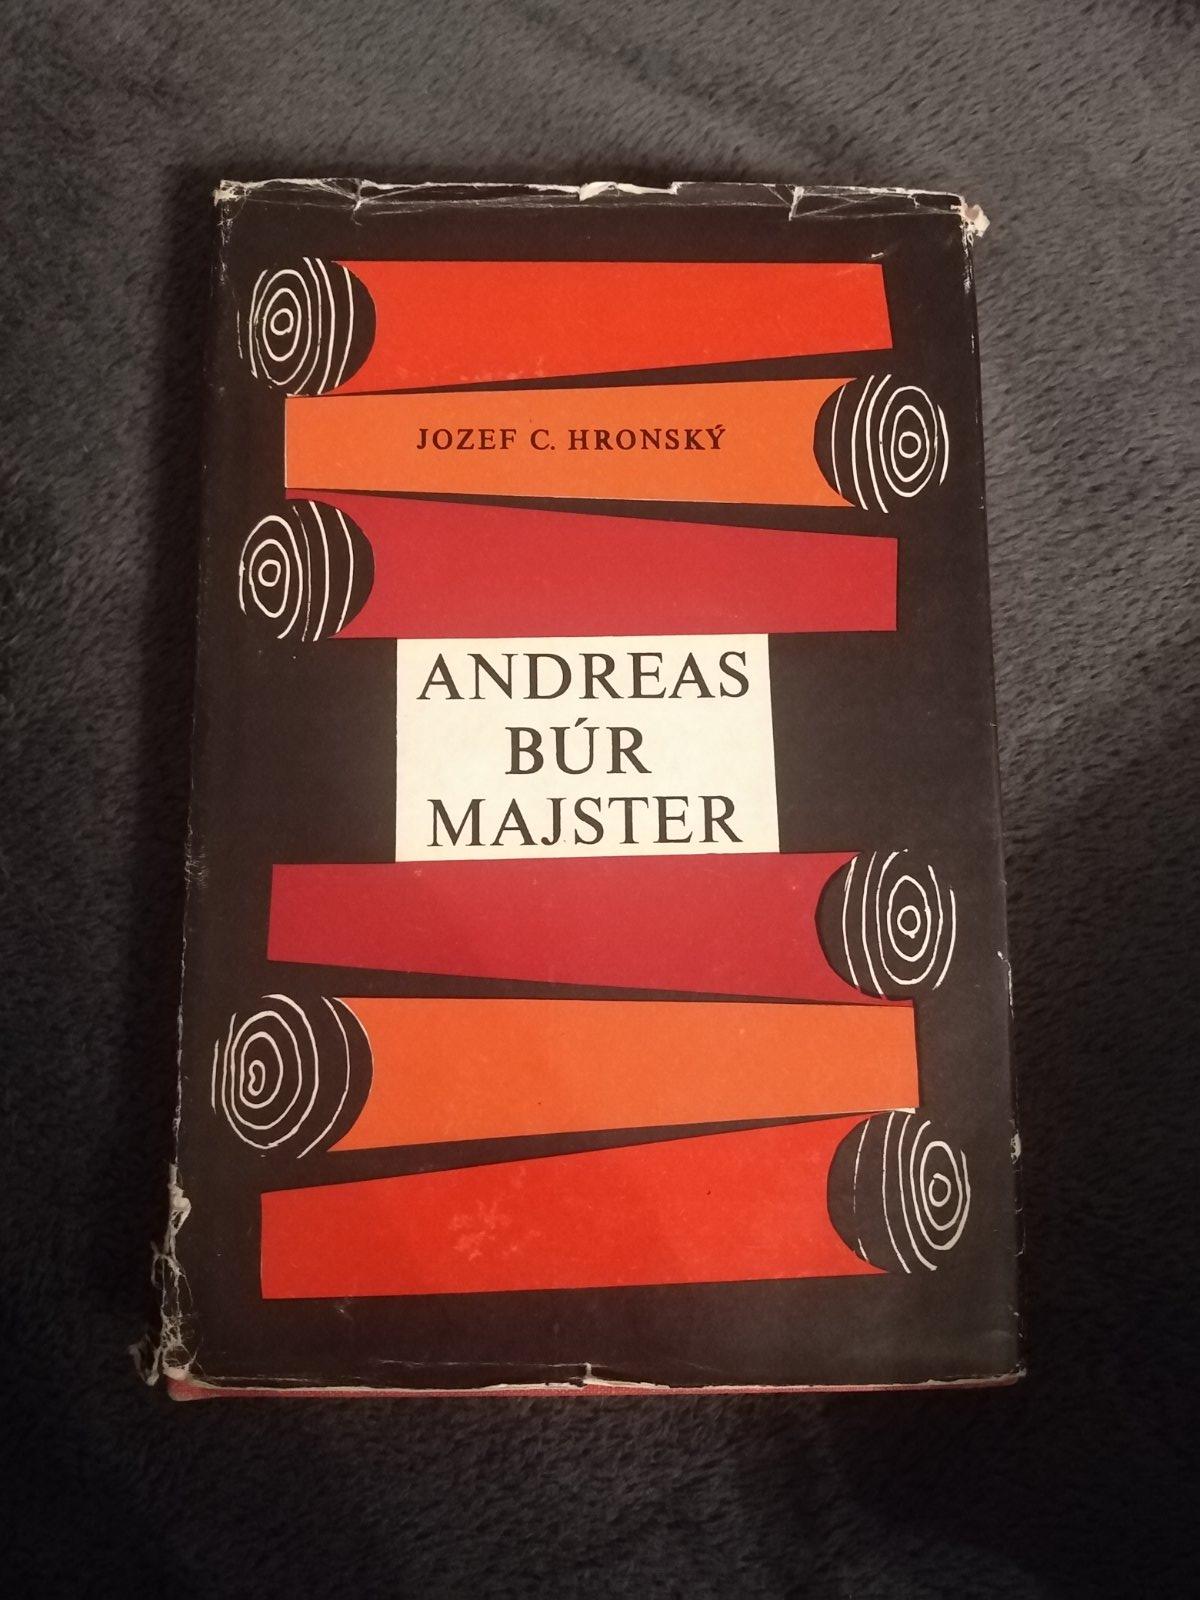 JOZEF C. HRONSKÝ
ANDREAS
BÚR
MAJSTER